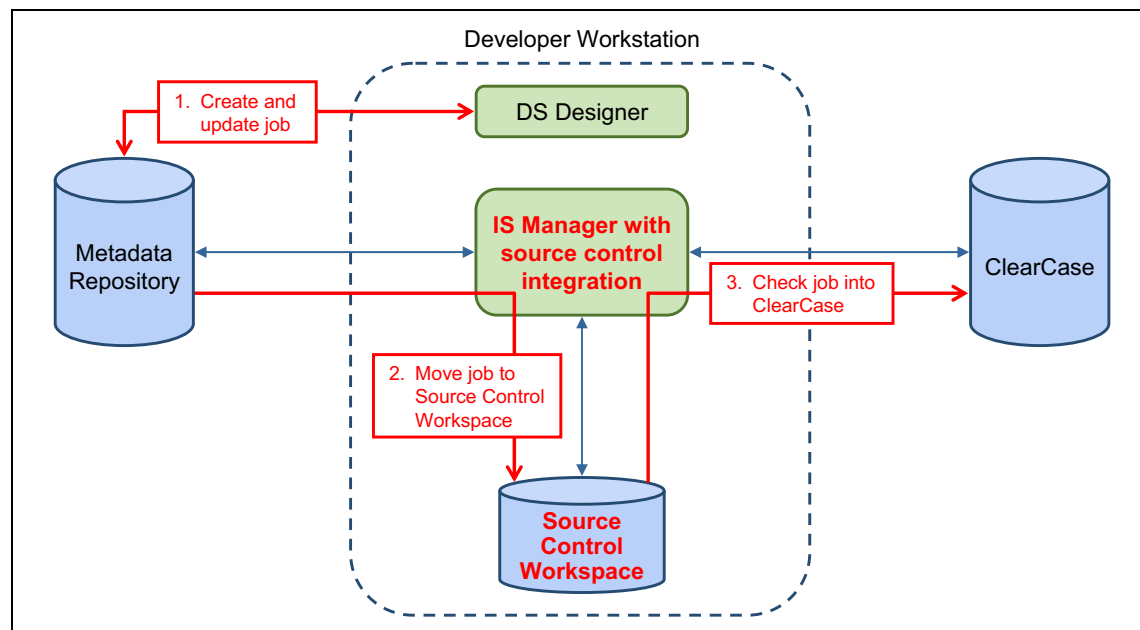 Developer Workstation
1. Create and
update job
DS Designer
Metadata
Repository
IS Manager with
source control
integration
ClearCase
3. Check job into
ClearCase
2. Move job to
Source Control
Workspace
Source
Control
Workspace